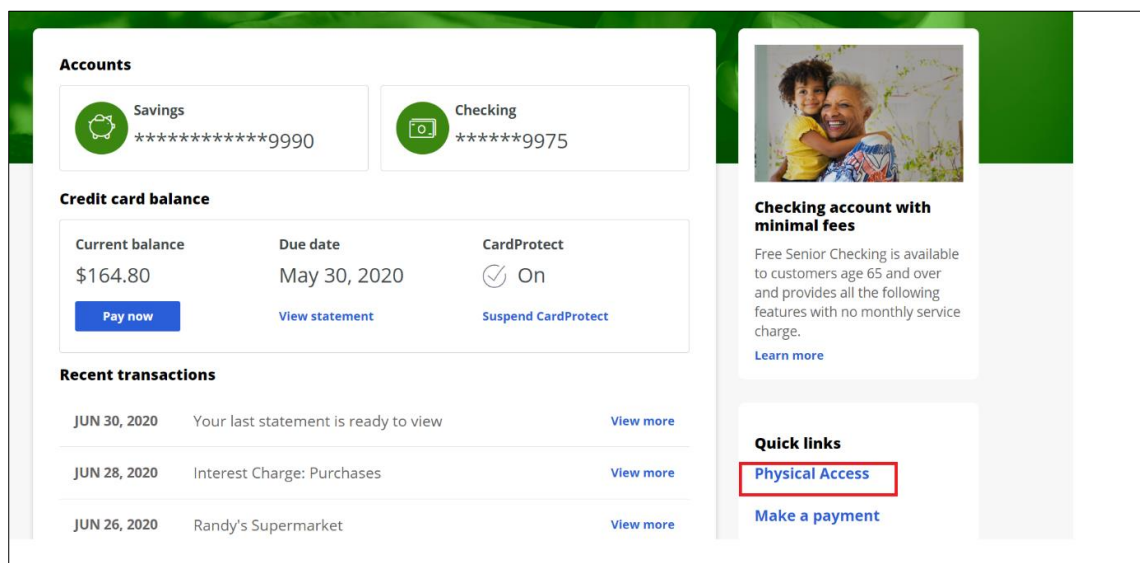 Accounts
Savings
************9990
Checking
******9975
Credit card balance
Current balance
$164.80
Pay now
Due date
May 30, 2020
View statement
CardProtect
On
Suspend CardProtect
Recent transactions
JUN 30, 2020 Your last statement is ready to view View more
JUN 28, 2020 Interest Charge: Purchases View more
JUN 26, 2020 Randy's Supermarket View more
Checking account with
minimal fees
Free Senior Checking is available
to customers age 65 and over
and provides all the following
features with no monthly service
charge.
Learn more
Quick links
Physical Access
Make a payment